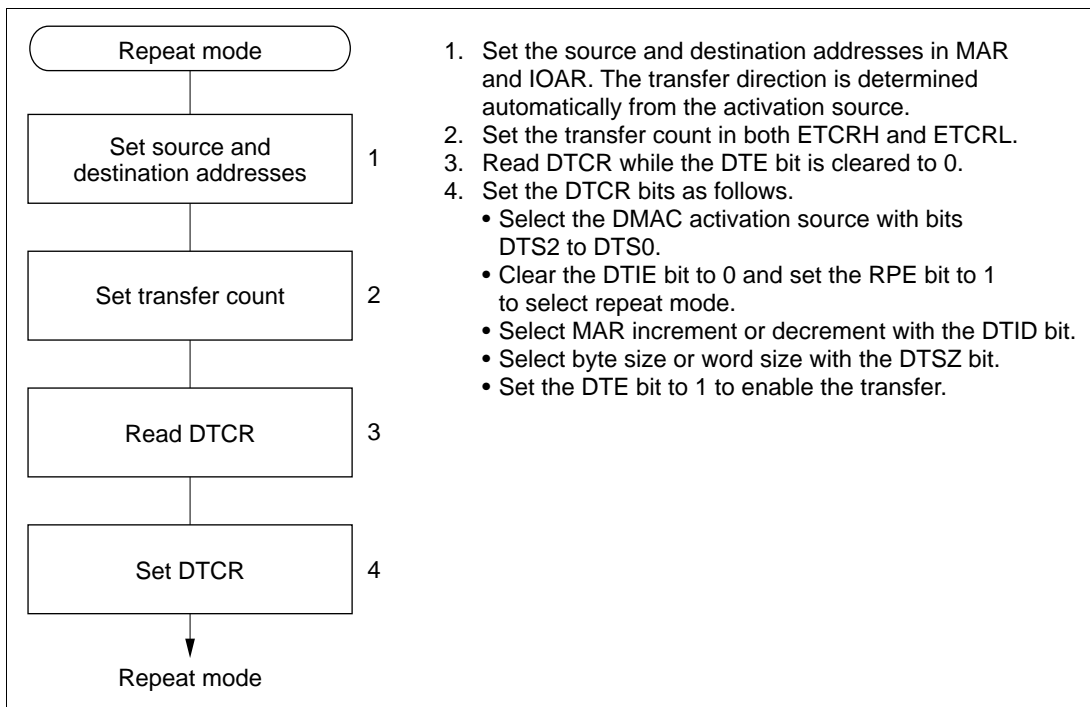 Repeat mode
Set source and
destination addresses
1
Set transfer count
2
Read DTCR
3
Set DTCR
4
Repeat mode
1. Set the source and destination addresses in MAR
and IOAR. The transfer direction is determined
automatically from the activation source.
2. Set the transfer count in both ETCRH and ETCRL.
3. Read DTCR while the DTE bit is cleared to 0.
4. Set the DTCR bits as follows.
• Select the DMAC activation source with bits
DTS2 to DTS0.
• Clear the DTIE bit to 0 and set the RPE bit to 1
to select repeat mode.
• Select MAR increment or decrement with the DTID bit.
• Select byte size or word size with the DTSZ bit.
• Set the DTE bit to 1 to enable the transfer.